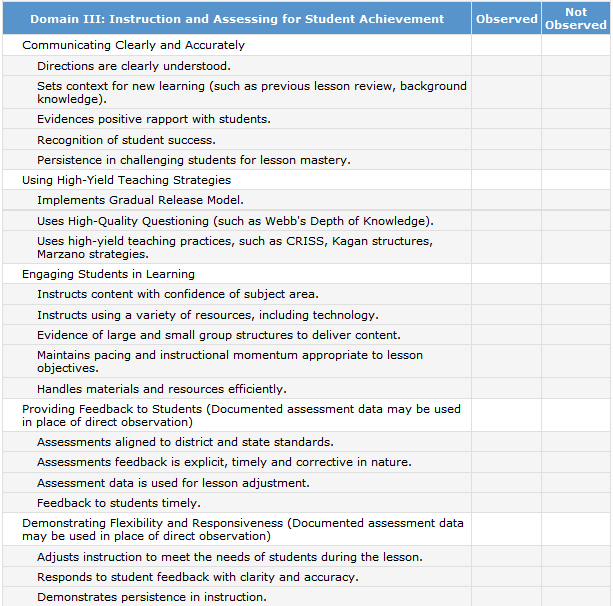 Domain III: Instruction and Assessing for Student Achievement Observed Not Observed
Communicating Clearly and Accurately
Directions are clearly understood.
Sets context for new learning (such as previous lesson review, background
knowledge).
Evidences positive rapport with students.
Recognition of student success.
Persistence in challenging students for lesson mastery.
Using High-Yield Teaching Strategies
Implements Gradual Release Model.
Uses High-Quality Questioning (such as Webb's Depth of Knowledge).
Uses high-yield teaching practices, such as CRISS, Kagan structures,
Marzano strategies.
Engaging Students in Learning
Instructs content with confidence of subject area.
Instructs using a variety of resources, including technology.
Evidence of large and small group structures to deliver content.
Maintains pacing and instructional momentum appropriate to lesson
objectives.
Handles materials and resources efficiently.
Providing Feedback to Students (Documented assessment data may be used
in place of direct observation)
Assessments aligned to district and state standards.
Assessments feedback is explicit, timely and corrective in nature.
Assessment data is used for lesson adjustment.
Feedback to students timely.
Demonstrating Flexibility and Responsiveness (Documented assessment data
may be used in place of direct observation)
Adjusts instruction to meet the needs of students during the lesson.
Responds to student feedback with clarity and accuracy.
Demonstrates persistence in instruction.